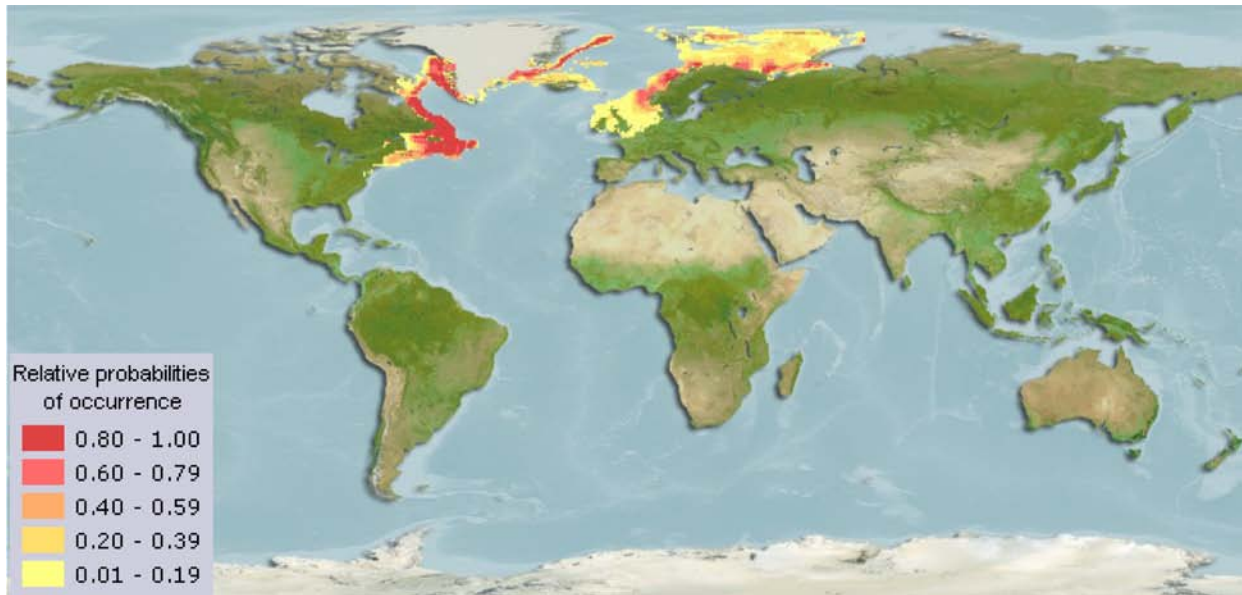 Relative probabilities
of occurrence
0.80 - 1.00
0.60 - 0.79
0.40 - 0.59
0.20 - 0.39
0.01 - 0.19